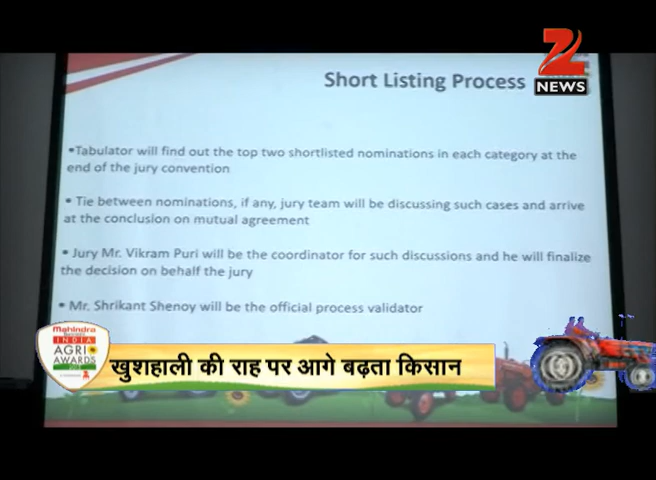 Z
NEWS
Short Listing Process
•Tabulator will find out the top two shortlisted nominations in each category at the
end of the jury convention
• Tie between nominations, if any, jury team will be discussing such cases and arrive
at the conclusion on mutual agreement
• Jury Mr. Vikram Puri will be the coordinator for such discussions and he will finalize
the decision on behalf the jury
• Mr. Shrikant Shenoy will be the official process validator
Mahindra
INDIA
AGRI
AWARDS
खुशहाली की राह पर आगे बढ़ता किसान